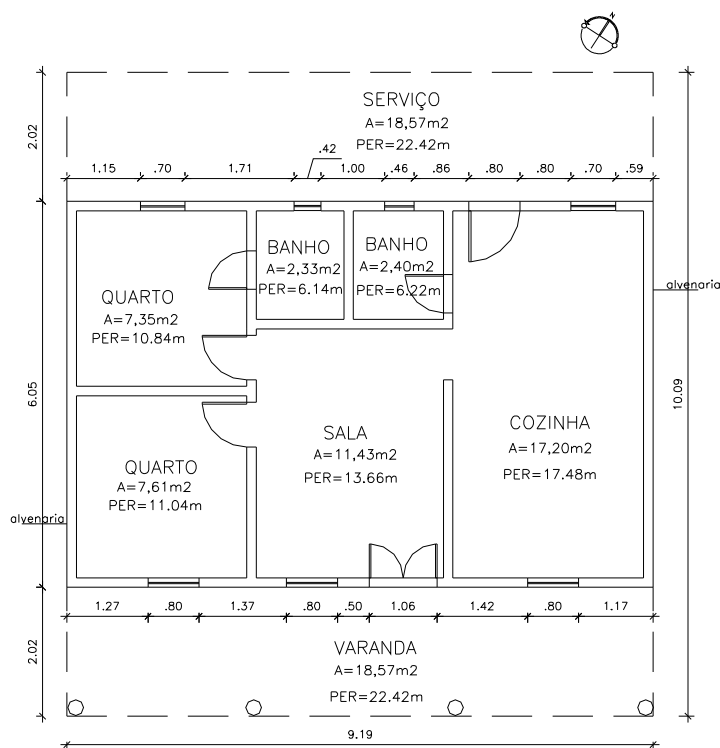 N
SERVIÇO
A=18,57m2
PER=22.42m
2.02
.42
1.15 .70 1.71 1.00 .46 .86 .80 .80 .70 .59
BANHO
A=2,33m2
PER=6.14m
BANHO
A=2,40m2
PER=6.22m
alvenaria
QUARTO
A=7,35m2
PER=10.84m
6.05
10.09
SALA
A=11,43m2
PER=13.66m
COZINHA
A=17,20m2
PER=17.48m
QUARTO
A=7,61m2
PER=11.04m
alvenaria
1.27 .80 1.37 .80 .50 1.06 1.42 .80 1.17
2.02
VARANDA
A=18,57m2
PER=22.42m
9.19